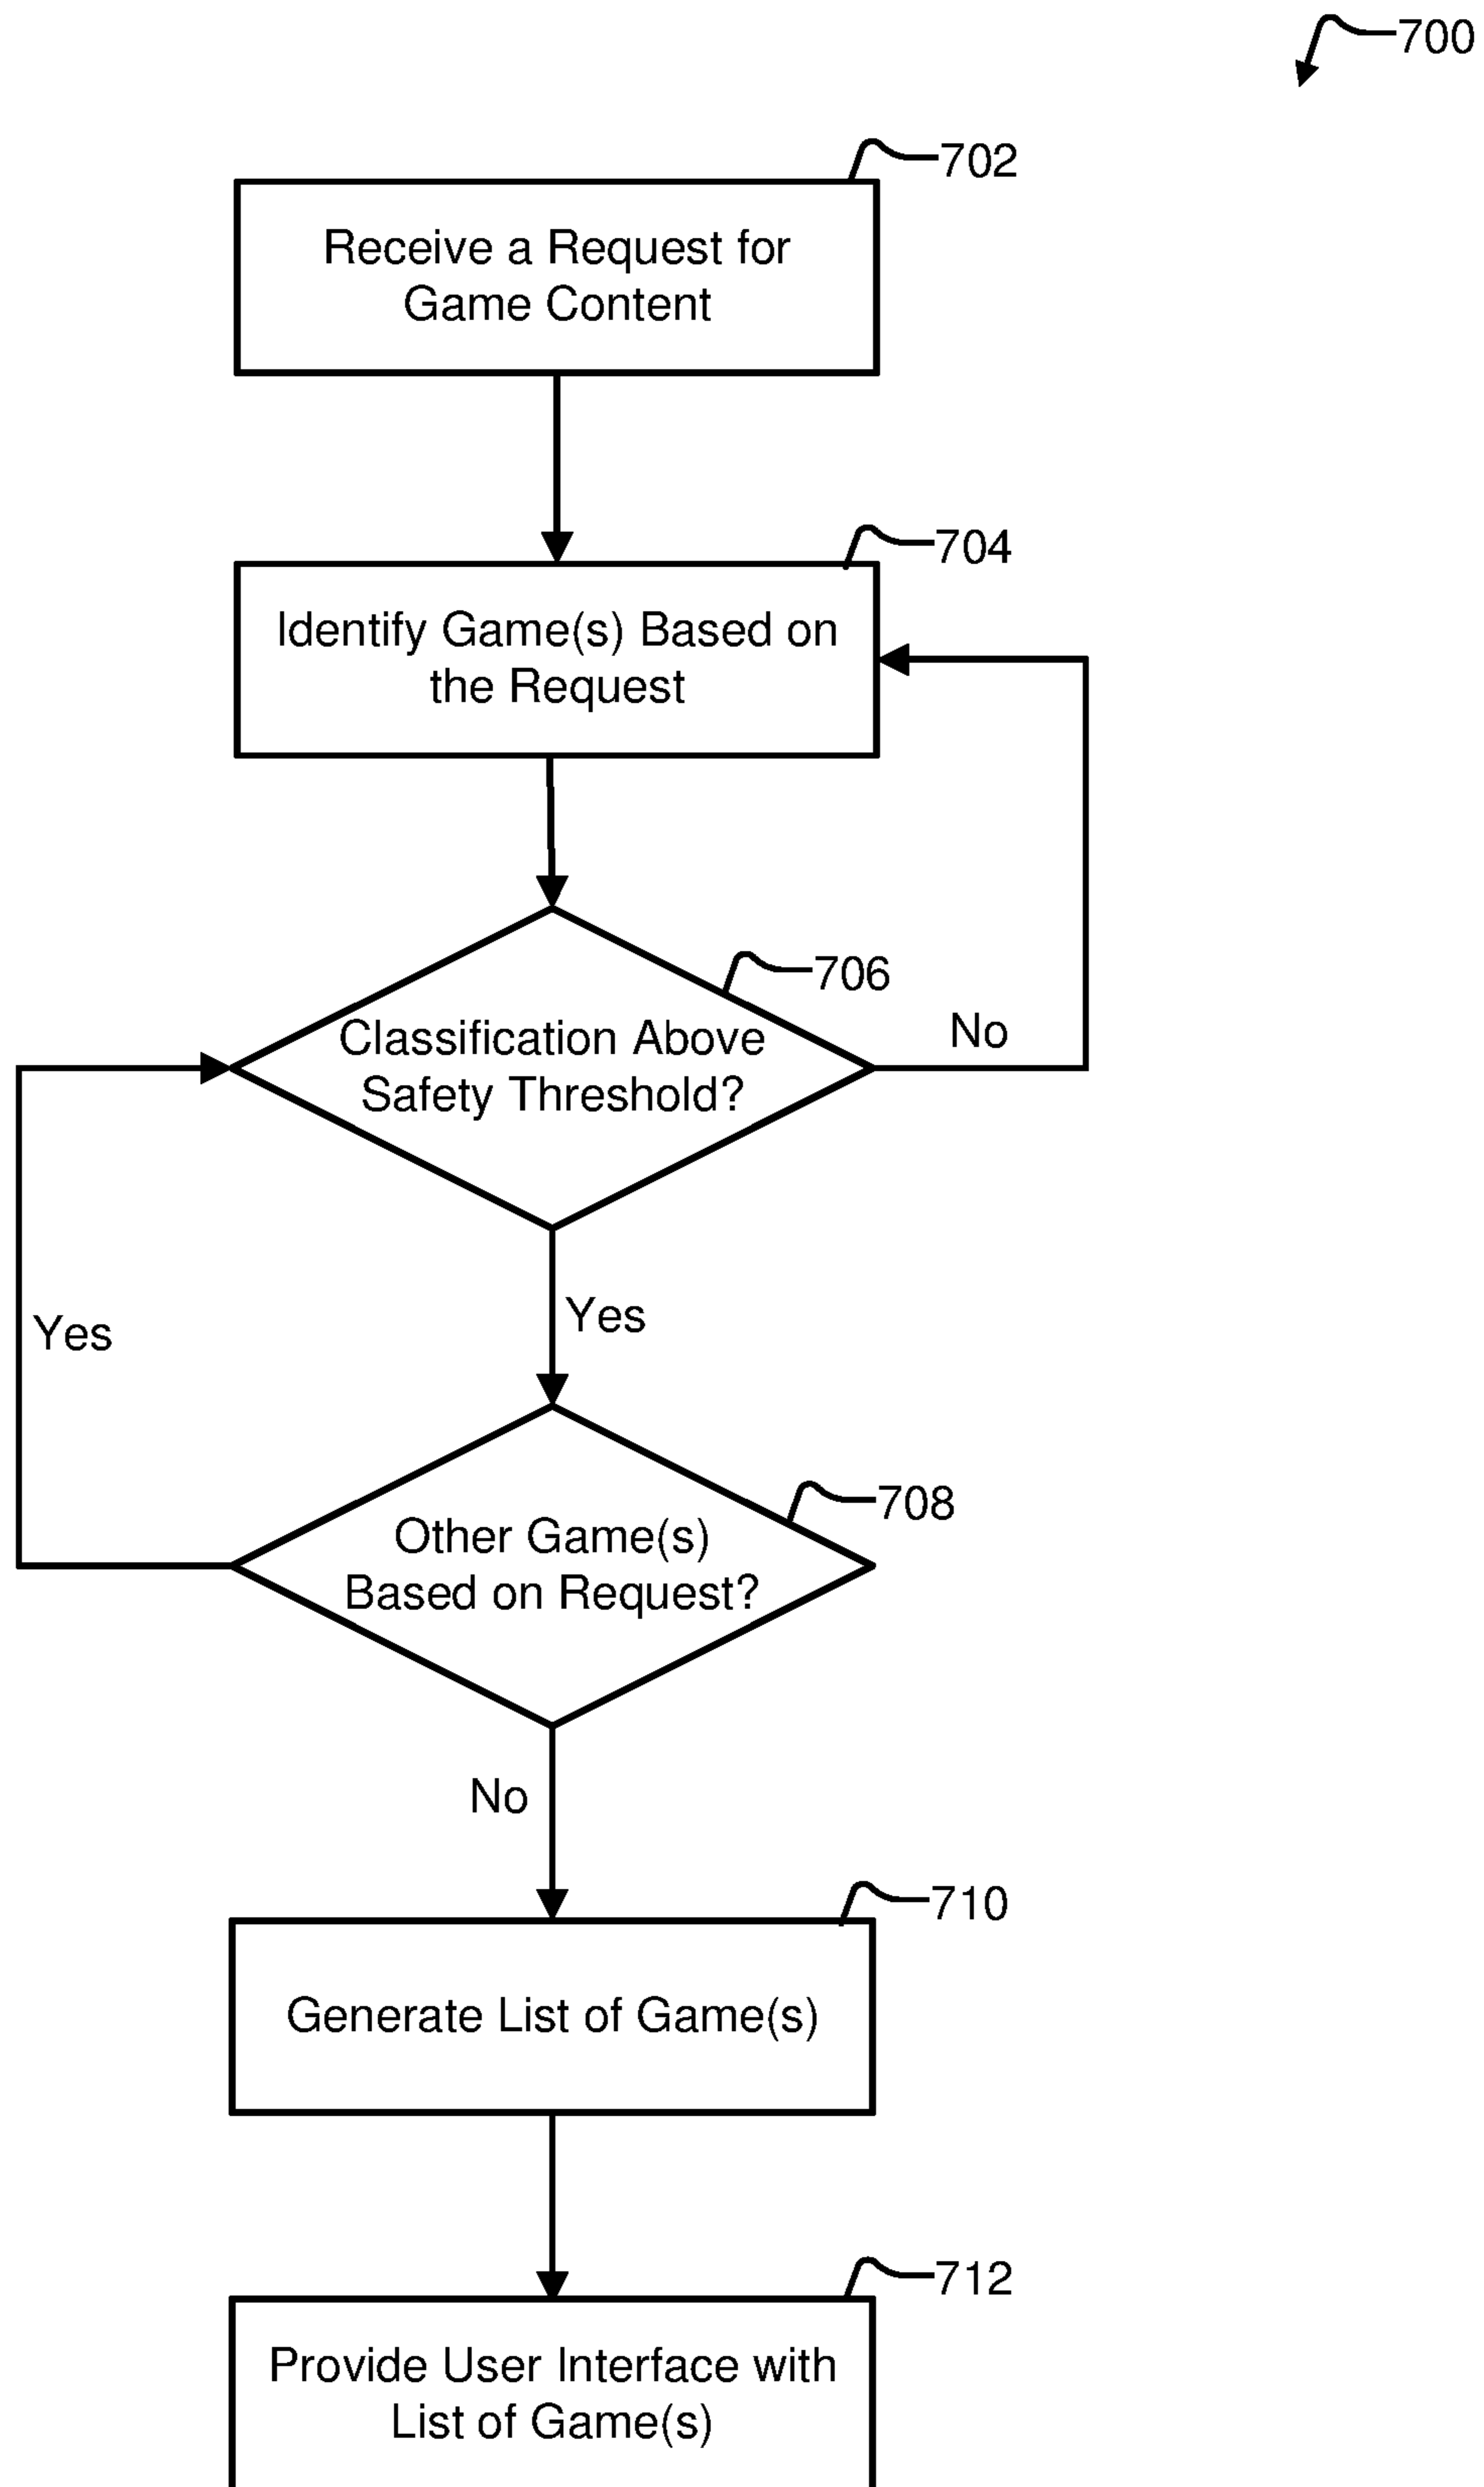 700
702
Receive a Request for
Game Content
704
Identify Game(s) Based on
the Request
706
Classification Above
Safety Threshold?
No
Yes
Yes
708
Other Game(s)
Based on Request?
No
710
Generate List of Game(s)
712
Provide User Interface with
List of Game(s)